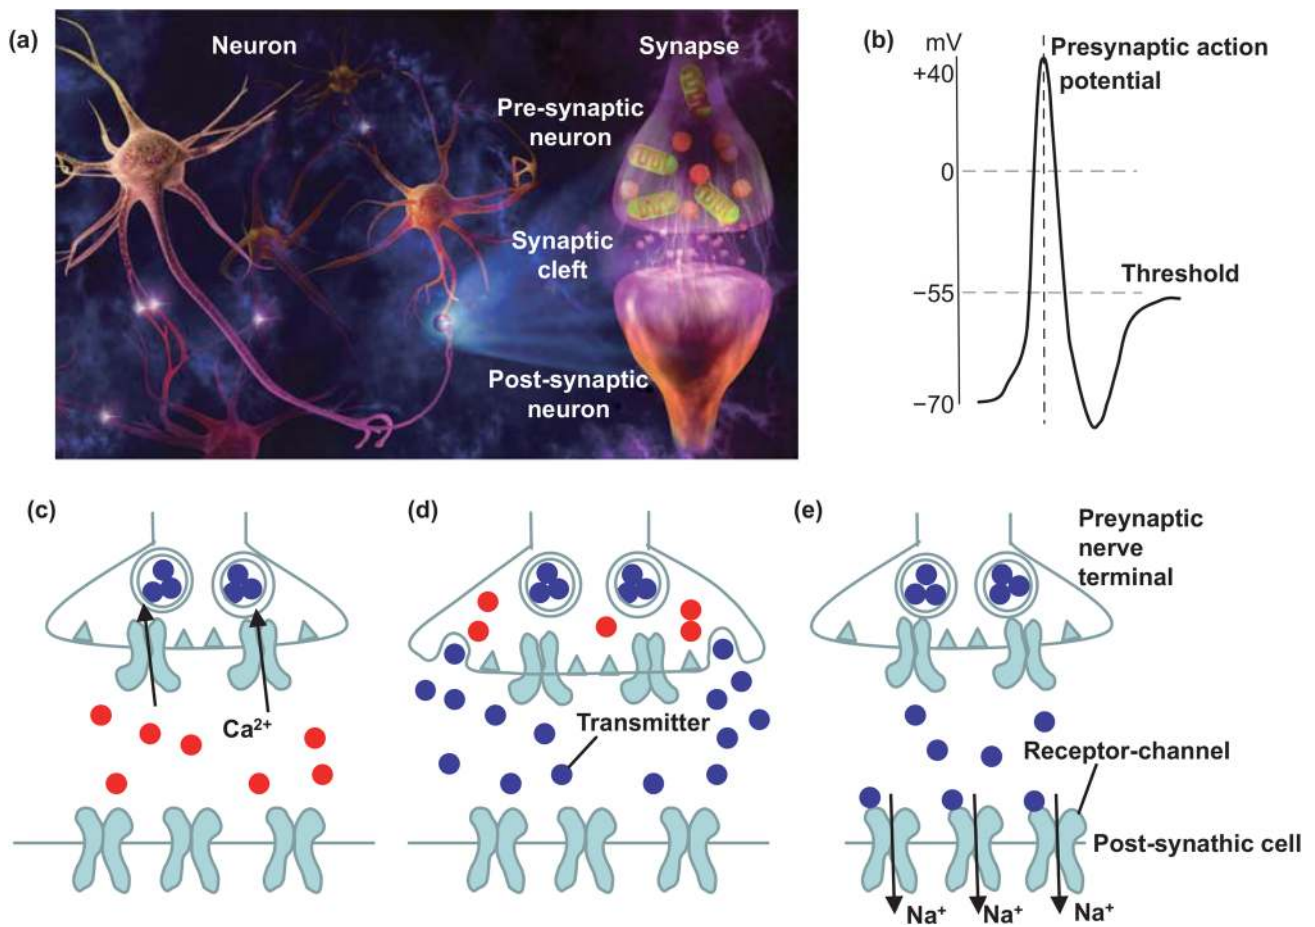 (a)
Neuron
Synapse
Pre-synaptic
neuron
Synaptic
cleft
Post-synaptic
neuron
(b)
mV
+40
0
−55
−70
Presynaptic action
potential
Threshold
(c)
Ca²⁺
(d)
Transmitter
(e)
Preynaptic
nerve
terminal
Receptor-channel
Post-synathic cell
Na⁺
Na⁺
Na⁺